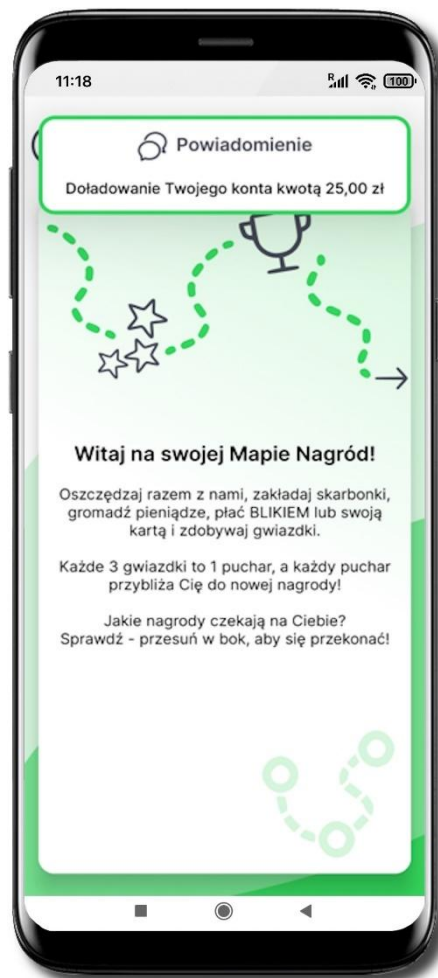 11:18
R
100
Powiadomienie
Doładowanie Twojego konta kwotą 25,00 zł
Witaj na swojej Mapie Nagród!
Oszczędzaj razem z nami, zakładaj skarbonki,
gromadź pieniądze, płać BLIKIEM lub swoją
kartą i zdobywaj gwiazdki.
Każde 3 gwiazdki to 1 puchar, a każdy puchar
przybliża Cię do nowej nagrody!
Jakie nagrody czekają na Ciebie?
Sprawdź - przesuń w bok, aby się przekonać!